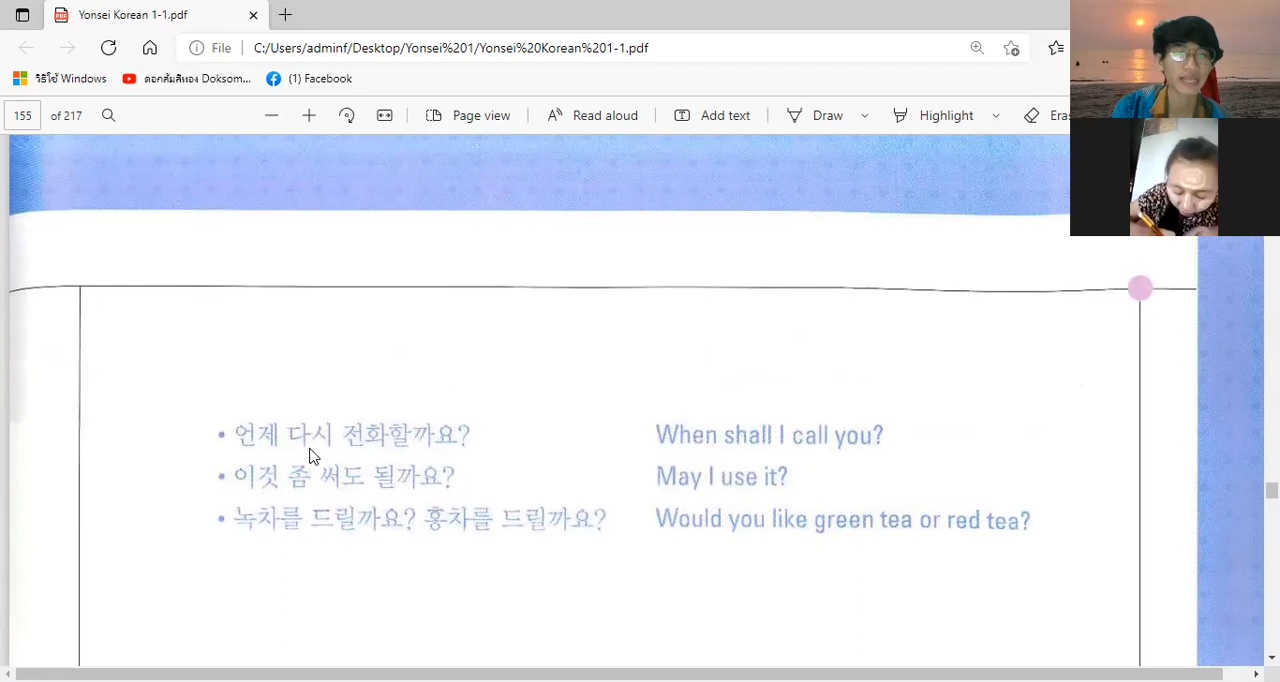 Yonsei Korean 1-1.pdf
File C:/Users/adminf/Desktop/Yonsei%201/Yonsei%20Korean%201-1.pdf
วิธีใช้ Windows ดอกส้มสีทอง Doksom... (1) Facebook
155 of 217 Page view Read aloud Add text Draw Highlight Era
• 언제 다시 전화할까요? When shall I call you?
• 이것 좀 써도 될까요? May I use it?
• 녹차를 드릴까요? 홍차를 드릴까요? Would you like green tea or red tea?